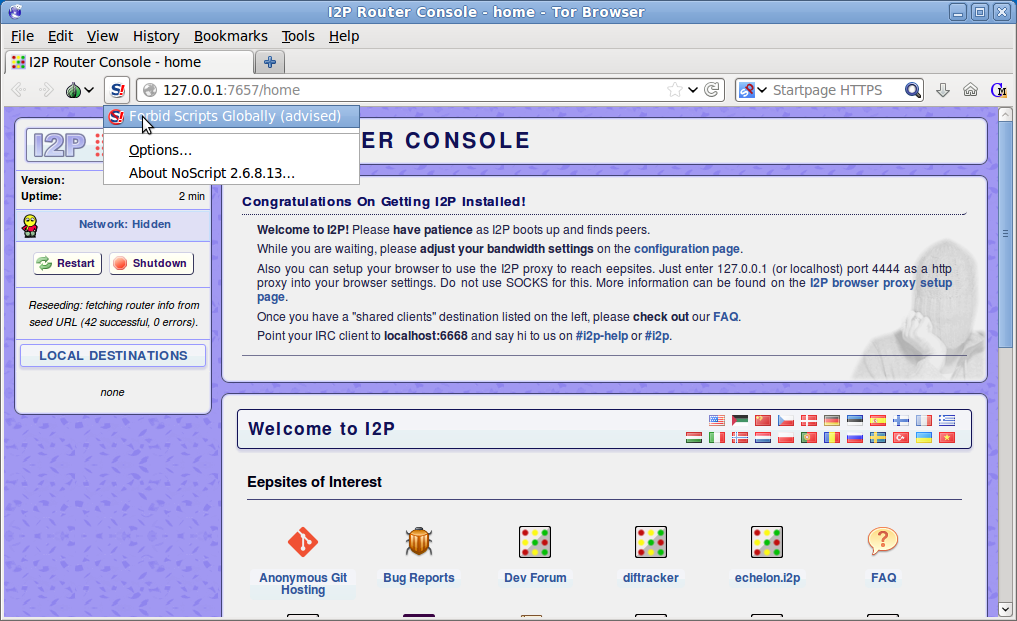 I2P Router Console - home - Tor Browser
File Edit View History Bookmarks Tools Help
I2P Router Console - home
127.0.0.1:7657/home
Startpage HTTPS
Forbid Scripts Globally (advised)
Options...
About NoScript 2.6.8.13...
I2P
ER CONSOLE
Version:
Uptime: 2 min
Network: Hidden
Restart Shutdown
Reseeding: fetching router info from
seed URL (42 successful, 0 errors).
LOCAL DESTINATIONS
none
Congratulations On Getting I2P Installed!
Welcome to I2P! Please have patience as I2P boots up and finds peers.
While you are waiting, please adjust your bandwidth settings on the configuration page.
Also you can setup your browser to use the I2P proxy to reach eepsites. Just enter 127.0.0.1 (or localhost) port 4444 as a http
proxy into your browser settings. Do not use SOCKS for this. More information can be found on the I2P browser proxy setup
page.
Once you have a "shared clients" destination listed on the left, please check out our FAQ.
Point your IRC client to localhost:6668 and say hi to us on #i2p-help or #i2p.
Welcome to I2P
Eepsites of Interest
Anonymous Git
Hosting
Bug Reports
Dev Forum
diftracker
echelon.i2p
FAQ